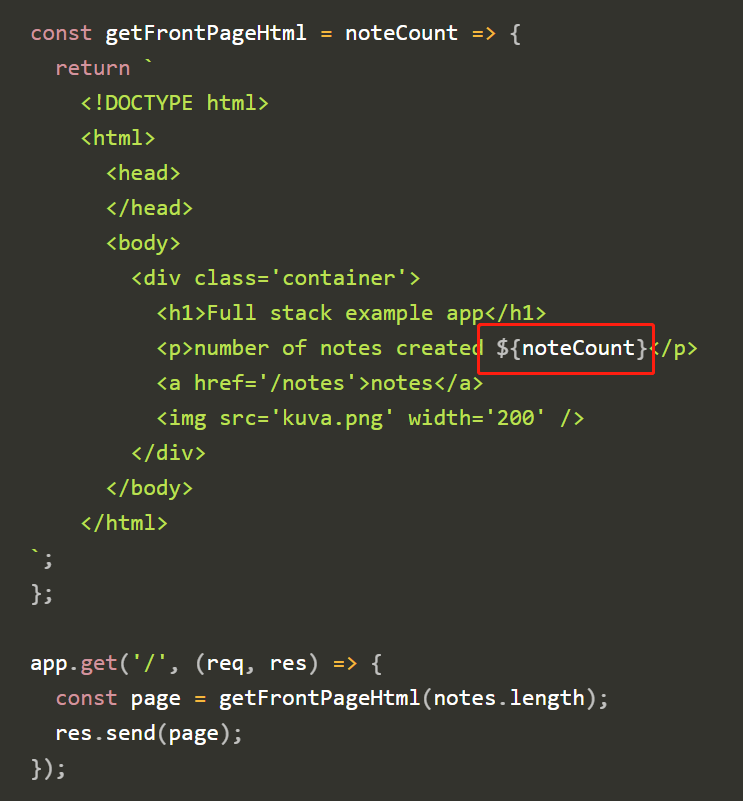 const getFrontPageHtml = noteCount => {
  return `
    <!DOCTYPE html>
    <html>
      <head>
      </head>
      <body>
        <div class='container'>
          <h1>Full stack example app</h1>
          <p>number of notes created ${noteCount}</p>
          <a href='/notes'>notes</a>
          <img src='kuva.png' width='200' />
        </div>
      </body>
    </html>
`;
};

app.get('/', (req, res) => {
  const page = getFrontPageHtml(notes.length);
  res.send(page);
});